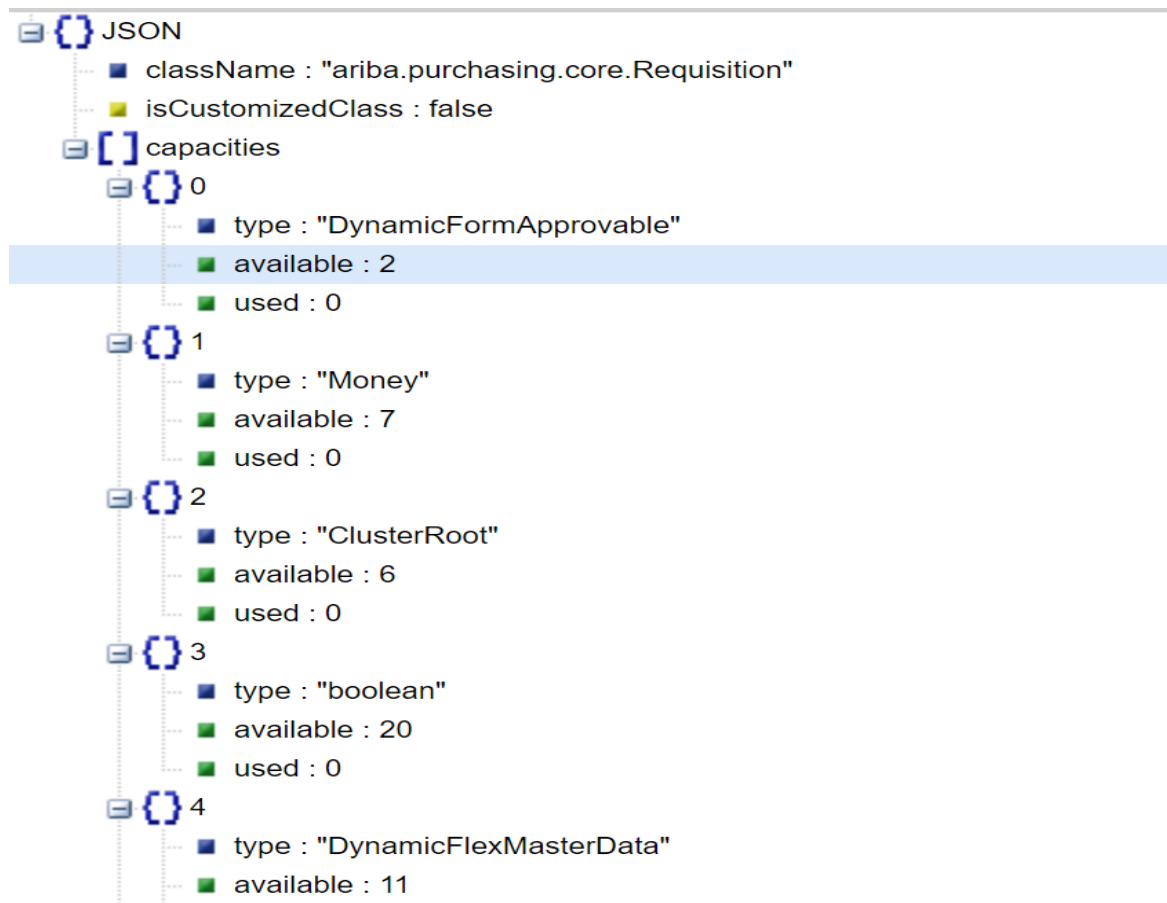 JSON
className : "ariba.purchasing.core.Requisition"
isCustomizedClass : false
capacities
0
type : "DynamicFormApprovable"
available : 2
used : 0
1
type : "Money"
available : 7
used : 0
2
type : "ClusterRoot"
available : 6
used : 0
3
type : "boolean"
available : 20
used : 0
4
type : "DynamicFlexMasterData"
available : 11